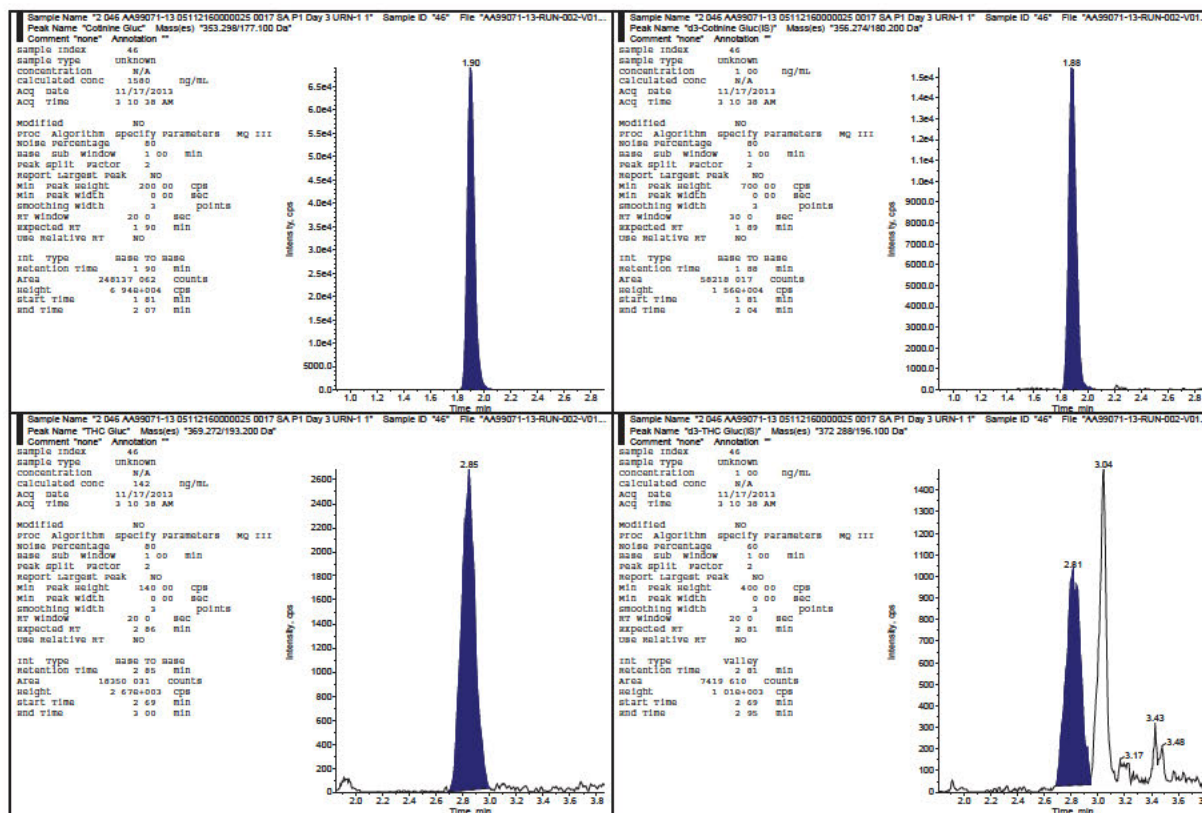 Sample Name "2 046 AA99071-13 05112160000025 0017 SA P1 Day 3 URN-1 1" Sample ID "46" File "AA99071-13-RUN-002-V01...
Peak Name "Cotinine Gluc" Mass(es) "353.298/177.100 Da"
Comment "none" Annotation ""
Sample Index 46
Sample Type Unknown
Concentration N/A
Calculated Conc 1580 ng/mL
Acq Date 11/17/2013
Acq Time 3 10 38 AM
Modified NO
Proc Algorithm Specify Parameters MQ III
Noise Percentage 80
Base Sub Window 1 00 min
Peak Split Factor 2
Report Largest Peak NO
Min Peak Height 200 00 cps
Min Peak Width 0 00 sec
Smoothing Width 3 points
RT Window 20 0 sec
Expected RT 1 90 min
Use Relative RT NO
Int Type Base To Base
Retention Time 1 90 min
Area 248137 062 counts
Height 6 94e+004 cps
Start Time 1 81 min
End Time 2 07 min
1.90
Intensity, cps
6.5e4
6.0e4
5.5e4
5.0e4
4.5e4
4.0e4
3.5e4
3.0e4
2.5e4
2.0e4
1.5e4
1.0e4
5000.0
0.0
1.0 1.2 1.4 1.6 1.8 2.0 2.2 2.4 2.6 2.8
Time, min
Sample Name "2 046 AA99071-13 05112160000025 0017 SA P1 Day 3 URN-1 1" Sample ID "46" File "AA99071-13-RUN-002-V01...
Peak Name "d3-Cotinine Gluc(IS)" Mass(es) "356.274/180.200 Da"
Comment "none" Annotation ""
Sample Index 46
Sample Type Unknown
Concentration 1 00 ng/mL
Calculated Conc N/A
Acq Date 11/17/2013
Acq Time 3 10 38 AM
Modified NO
Proc Algorithm Specify Parameters MQ III
Noise Percentage 80
Base Sub Window 1 00 min
Peak Split Factor 2
Report Largest Peak NO
Min Peak Height 700 00 cps
Min Peak Width 0 00 sec
Smoothing Width 3 points
RT Window 30 0 sec
Expected RT 1 89 min
Use Relative RT NO
Int Type Base To Base
Retention Time 1 88 min
Area 58218 017 counts
Height 1 56e+004 cps
Start Time 1 81 min
End Time 2 04 min
1.88
Intensity, cps
1.5e4
1.4e4
1.3e4
1.2e4
1.1e4
1.0e4
9000.0
8000.0
7000.0
6000.0
5000.0
4000.0
3000.0
2000.0
1000.0
0.0
1.0 1.2 1.4 1.6 1.8 2.0 2.2 2.4 2.6 2.8
Time, min
Sample Name "2 046 AA99071-13 05112160000025 0017 SA P1 Day 3 URN-1 1" Sample ID "46" File "AA99071-13-RUN-002-V01...
Peak Name "THC Gluc" Mass(es) "369.272/193.200 Da"
Comment "none" Annotation ""
Sample Index 46
Sample Type Unknown
Concentration N/A
Calculated Conc 142 ng/mL
Acq Date 11/17/2013
Acq Time 3 10 38 AM
Modified NO
Proc Algorithm Specify Parameters MQ III
Noise Percentage 80
Base Sub Window 1 00 min
Peak Split Factor 2
Report Largest Peak NO
Min Peak Height 140 00 cps
Min Peak Width 0 00 sec
Smoothing Width 3 points
RT Window 20 0 sec
Expected RT 2 86 min
Use Relative RT NO
Int Type Base To Base
Retention Time 2 85 min
Area 18350 031 counts
Height 2 67e+003 cps
Start Time 2 69 min
End Time 3 00 min
2.85
Intensity, cps
2600
2400
2200
2000
1800
1600
1400
1200
1000
800
600
400
200
0
2.0 2.2 2.4 2.6 2.8 3.0 3.2 3.4 3.6 3.8
Time, min
Sample Name "2 046 AA99071-13 05112160000025 0017 SA P1 Day 3 URN-1 1" Sample ID "46" File "AA99071-13-RUN-002-V01...
Peak Name "d3-THC Gluc(IS)" Mass(es) "372 288/196.100 Da"
Comment "none" Annotation ""
Sample Index 46
Sample Type Unknown
Concentration 1 00 ng/mL
Calculated Conc N/A
Acq Date 11/17/2013
Acq Time 3 10 38 AM
Modified NO
Proc Algorithm Specify Parameters MQ III
Noise Percentage 60
Base Sub Window 1 00 min
Peak Split Factor 2
Report Largest Peak NO
Min Peak Height 400 00 cps
Min Peak Width 0 00 sec
Smoothing Width 3 points
RT Window 20 0 sec
Expected RT 2 81 min
Use Relative RT NO
Int Type Valley
Retention Time 2 81 min
Area 7419 610 counts
Height 1 01e+003 cps
Start Time 2 69 min
End Time 2 95 min
3.04
2.81
3.43
3.48
3.17
Intensity, cps
1400
1300
1200
1100
1000
900
800
700
600
500
400
300
200
100
0
2.0 2.2 2.4 2.6 2.8 3.0 3.2 3.4 3.6 3.8
Time, min